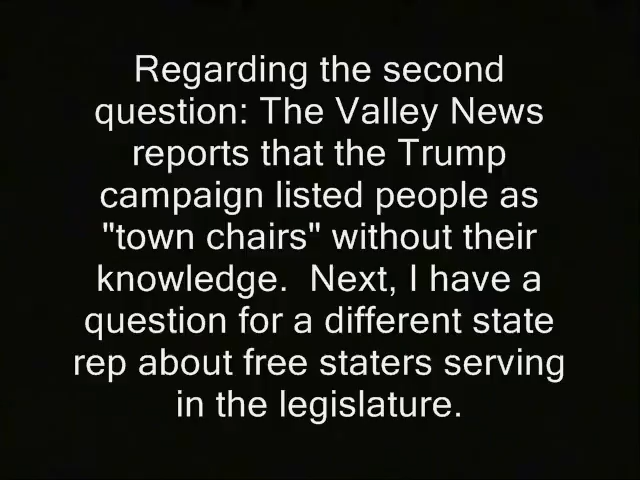 Regarding the second
question: The Valley News
reports that the Trump
campaign listed people as
"town chairs" without their
knowledge.  Next, I have a
question for a different state
rep about free staters serving
in the legislature.